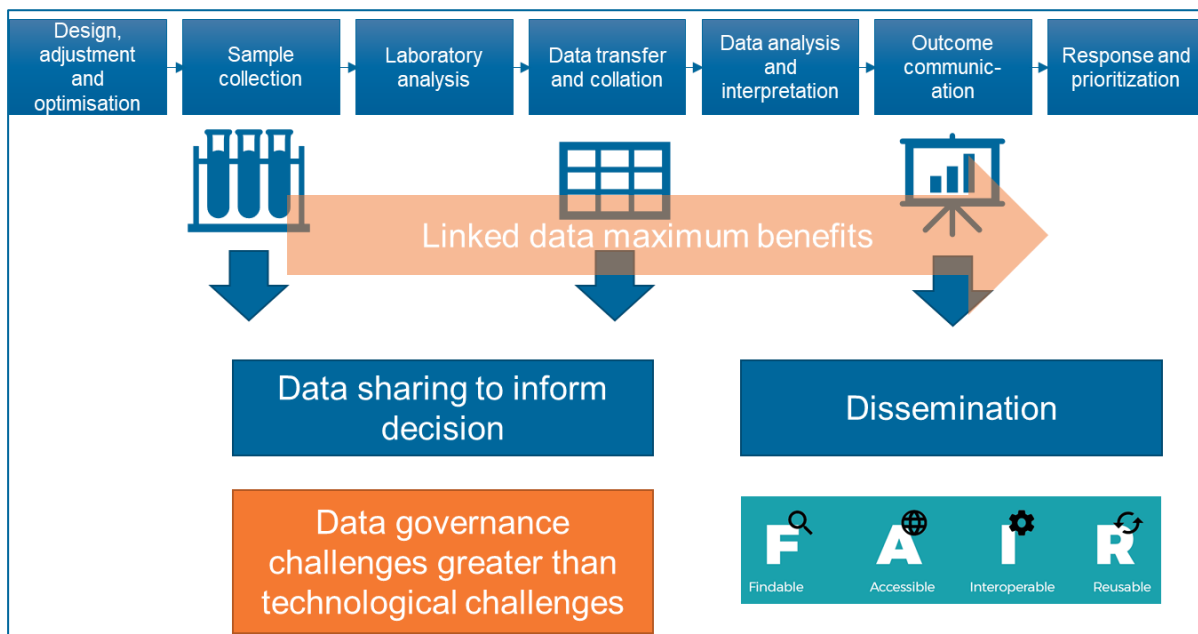 Design,
adjustment
and
optimisation
Sample
collection
Laboratory
analysis
Data transfer
and collation
Data analysis
and
interpretation
Outcome
communic-
ation
Response and
prioritization
Linked data maximum benefits
Data sharing to inform
decision
Dissemination
Data governance
challenges greater than
technological challenges
F A I R
Findable Accessible Interoperable Reusable